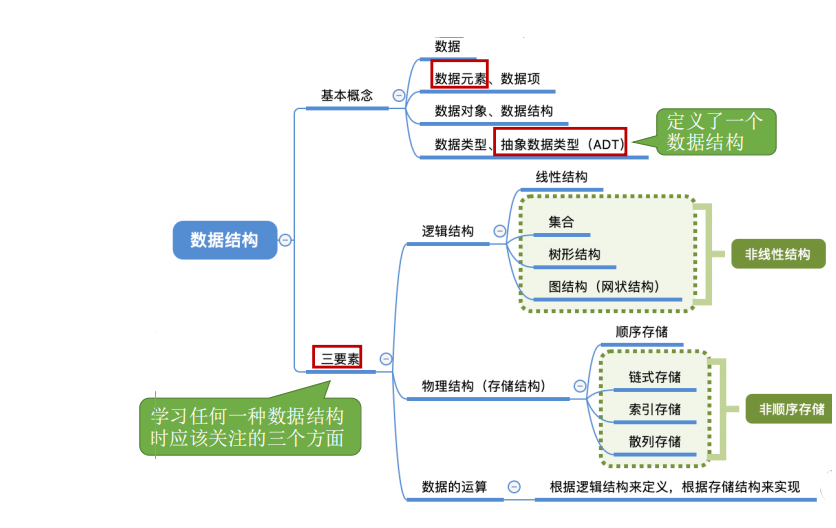 数据
数据元素、数据项
基本概念
数据对象、数据结构
数据类型、抽象数据类型（ADT）
定义了一个
数据结构
线性结构
逻辑结构
集合
树形结构
图结构（网状结构）
非线性结构
数据结构
三要素
学习任何一种数据结构
时应该关注的三个方面
顺序存储
物理结构（存储结构）
链式存储
索引存储
散列存储
非顺序存储
数据的运算
根据逻辑结构来定义，根据存储结构来实现